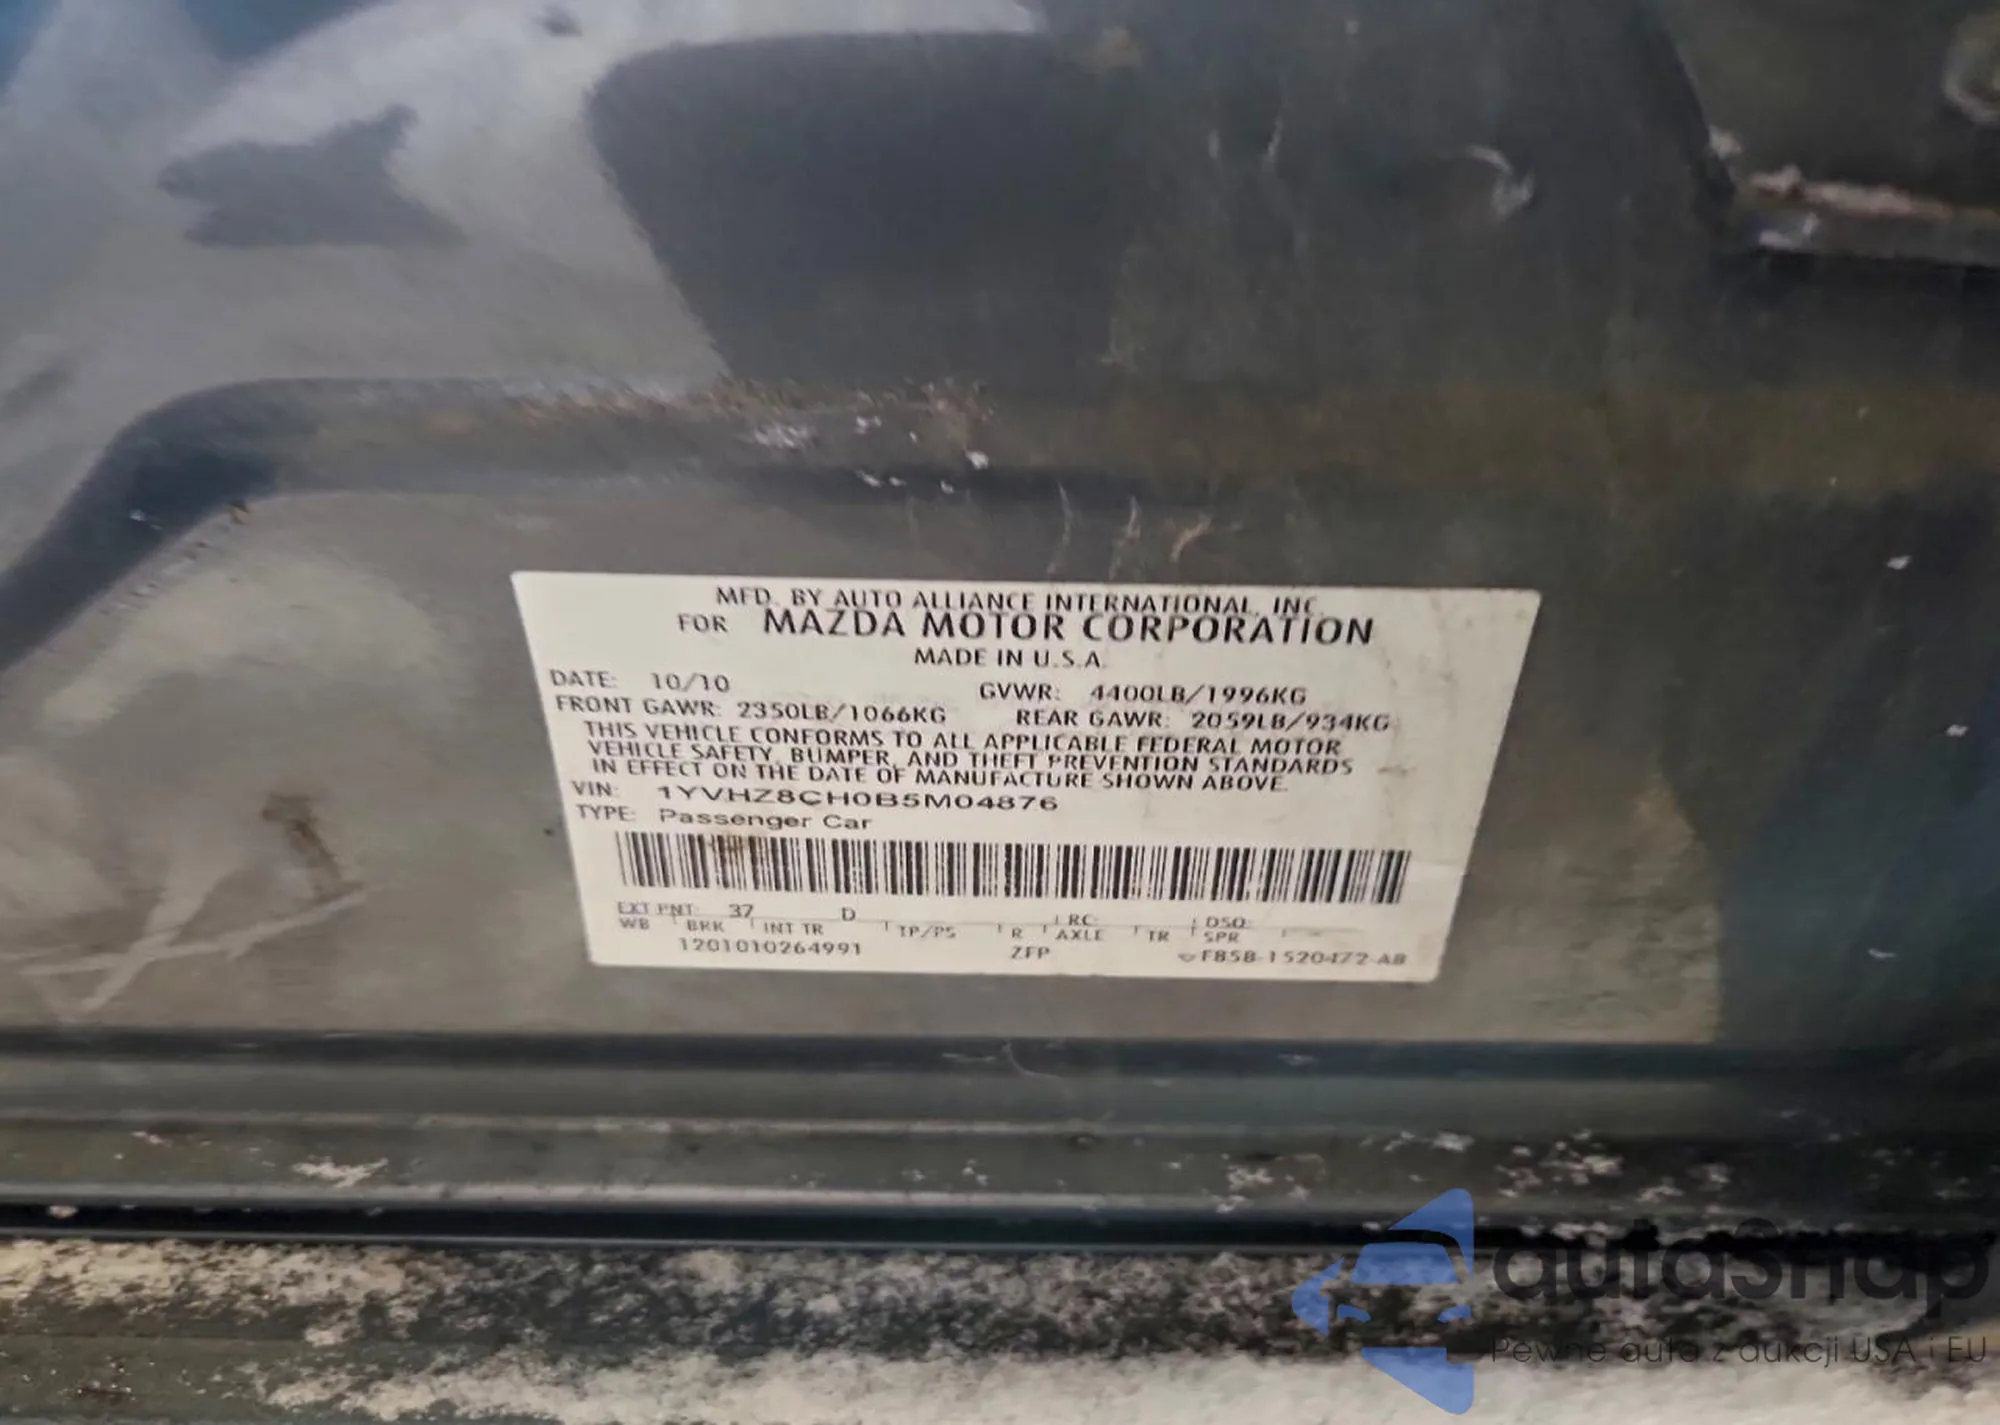 MFD. BY AUTO ALLIANCE INTERNATIONAL, INC.
FOR MAZDA MOTOR CORPORATION
MADE IN U.S.A.
DATE: 10/10 GVWR: 4400LB/1996KG
FRONT GAWR: 2350LB/1066KG REAR GAWR: 2059LB/934KG
THIS VEHICLE CONFORMS TO ALL APPLICABLE FEDERAL MOTOR
VEHICLE SAFETY, BUMPER, AND THEFT PREVENTION STANDARDS
IN EFFECT ON THE DATE OF MANUFACTURE SHOWN ABOVE.
VIN: 1YVHZ8CH0B5M04876
TYPE: Passenger Car
EXT PNT: 37 D RC: DSO:
WB BRK INT TR TP/PS R AXLE TR SPR
1201010264991 ZFP F85B-1520472-AB
autoSnap
Pewne auta z aukcji USA i EU